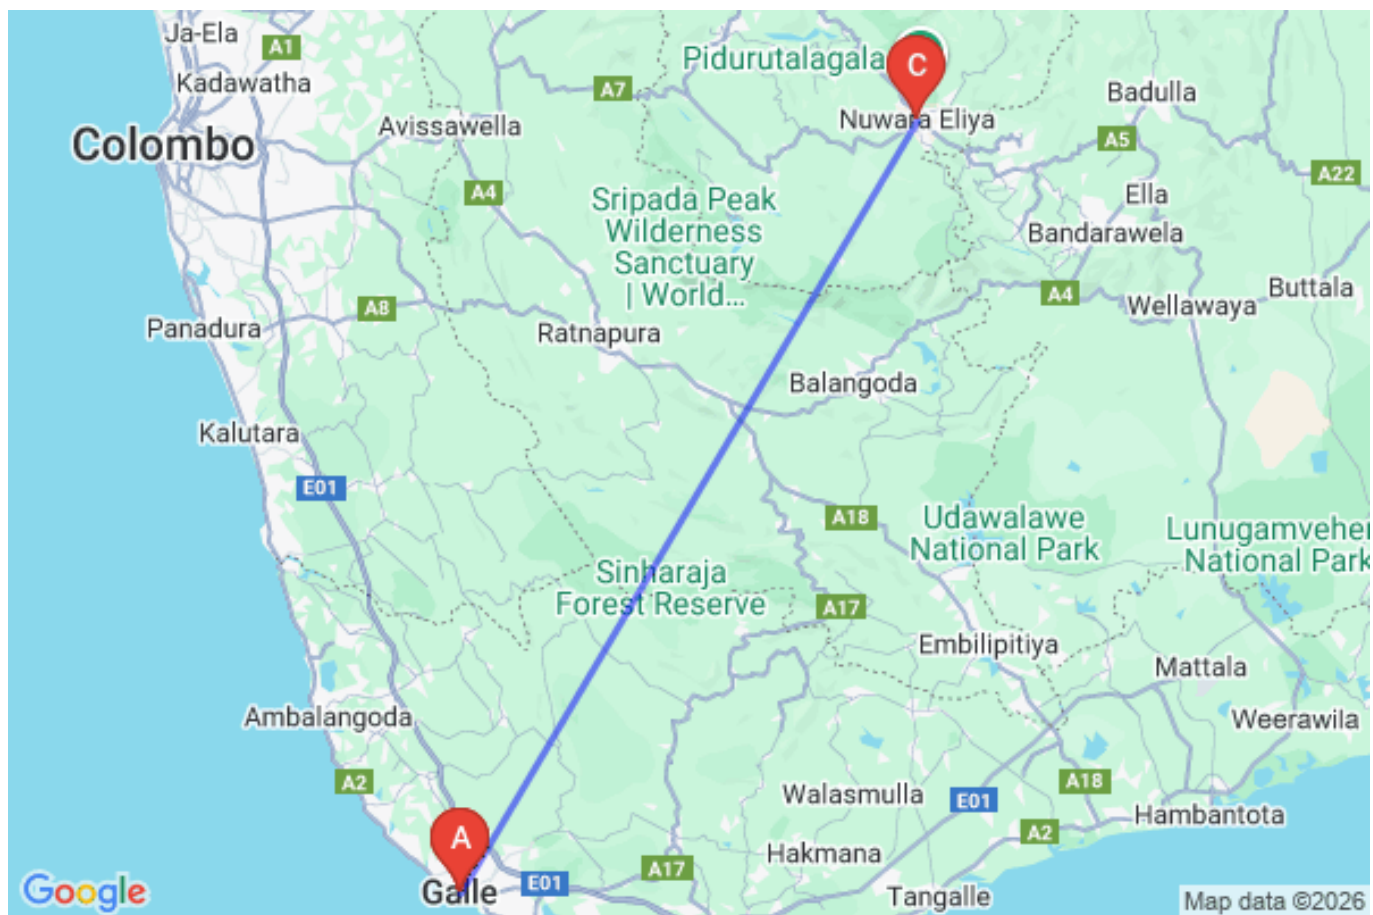 Ja-Ela
A1
Kadawatha
Colombo
Avissawella
A7
Pidurutalagala
C
Nuwara Eliya
Badulla
A5
A22
A4
Sripada Peak
Wilderness
Sanctuary
| World...
Ella
Bandarawela
A4
Buttala
Wellawaya
A8
Panadura
Ratnapura
Balangoda
Kalutara
E01
A18
Udawalawe
National Park
Lunugamveher
National Park
Sinharaja
Forest Reserve
A17
Embilipitiya
Mattala
Ambalangoda
Weerawila
A2
A18
Walasmulla
E01
Hambantota
A
A2
Hakmana
A17
Galle
E01
Tangalle
Google
Map data ©2026